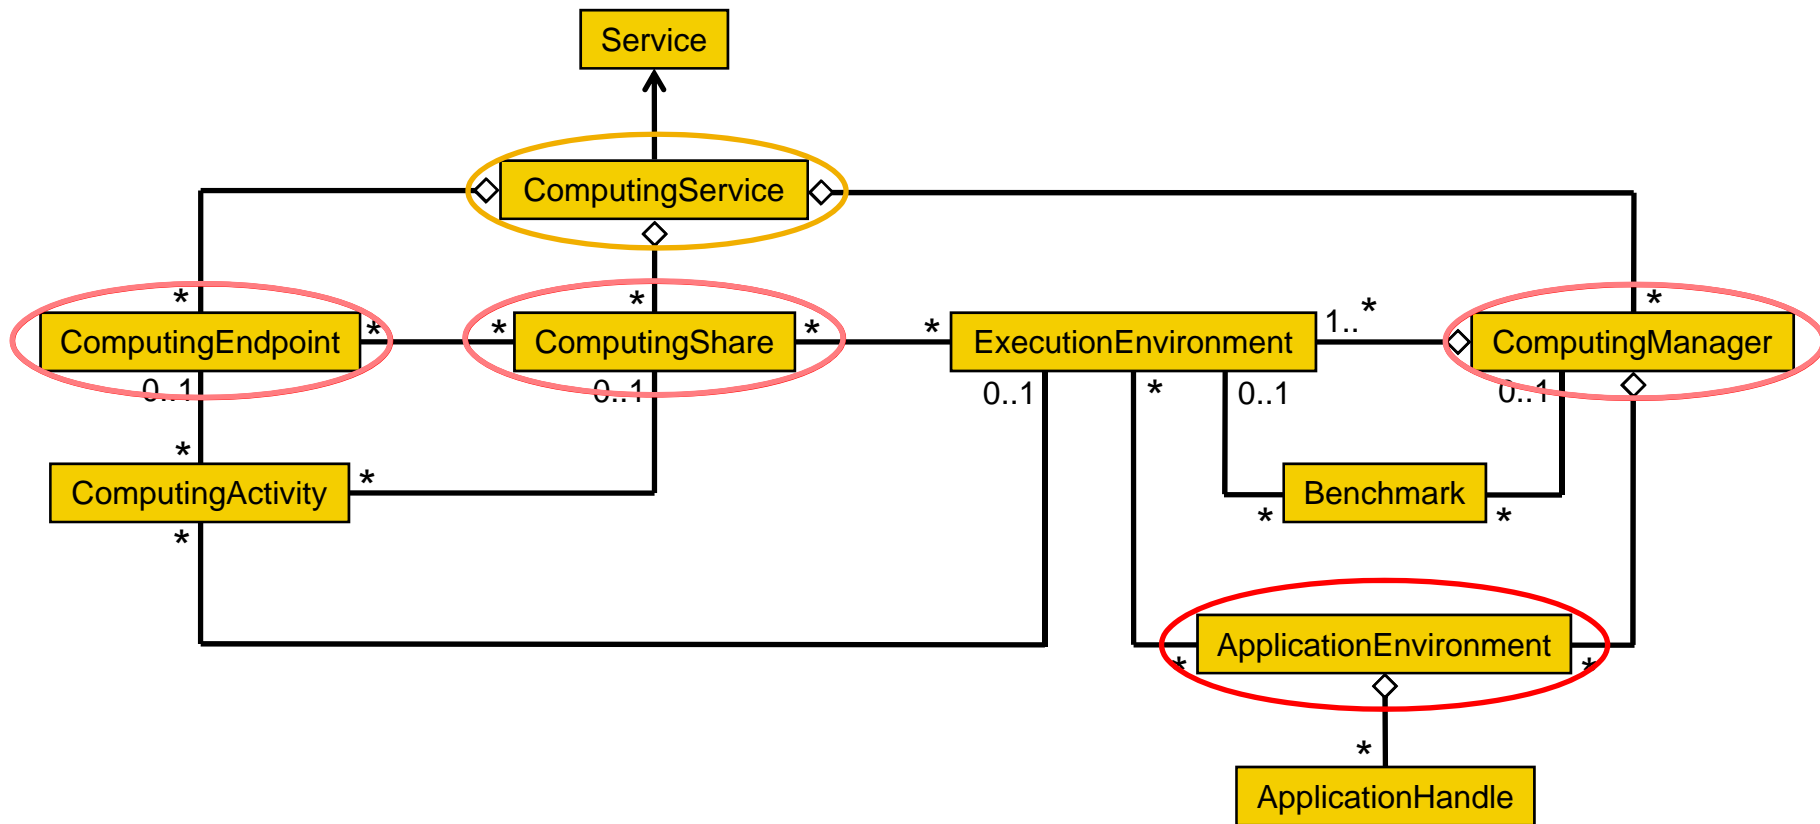 Service
ComputingService
* * *
ComputingEndpoint * * ComputingShare * * ExecutionEnvironment 1..* ComputingManager
0..1 0..1 0..1 * 0..1 0..1
* *
ComputingActivity Benchmark
* * *
ApplicationEnvironment
* *
*
ApplicationHandle